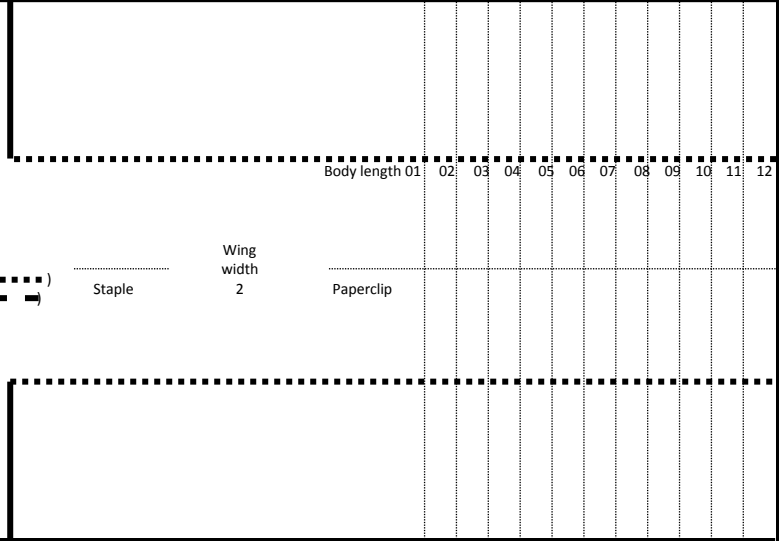 Body length 01 02 03 04 05 06 07 08 09 10 11 12
Wing
width
2
)
)
Staple
Paperclip